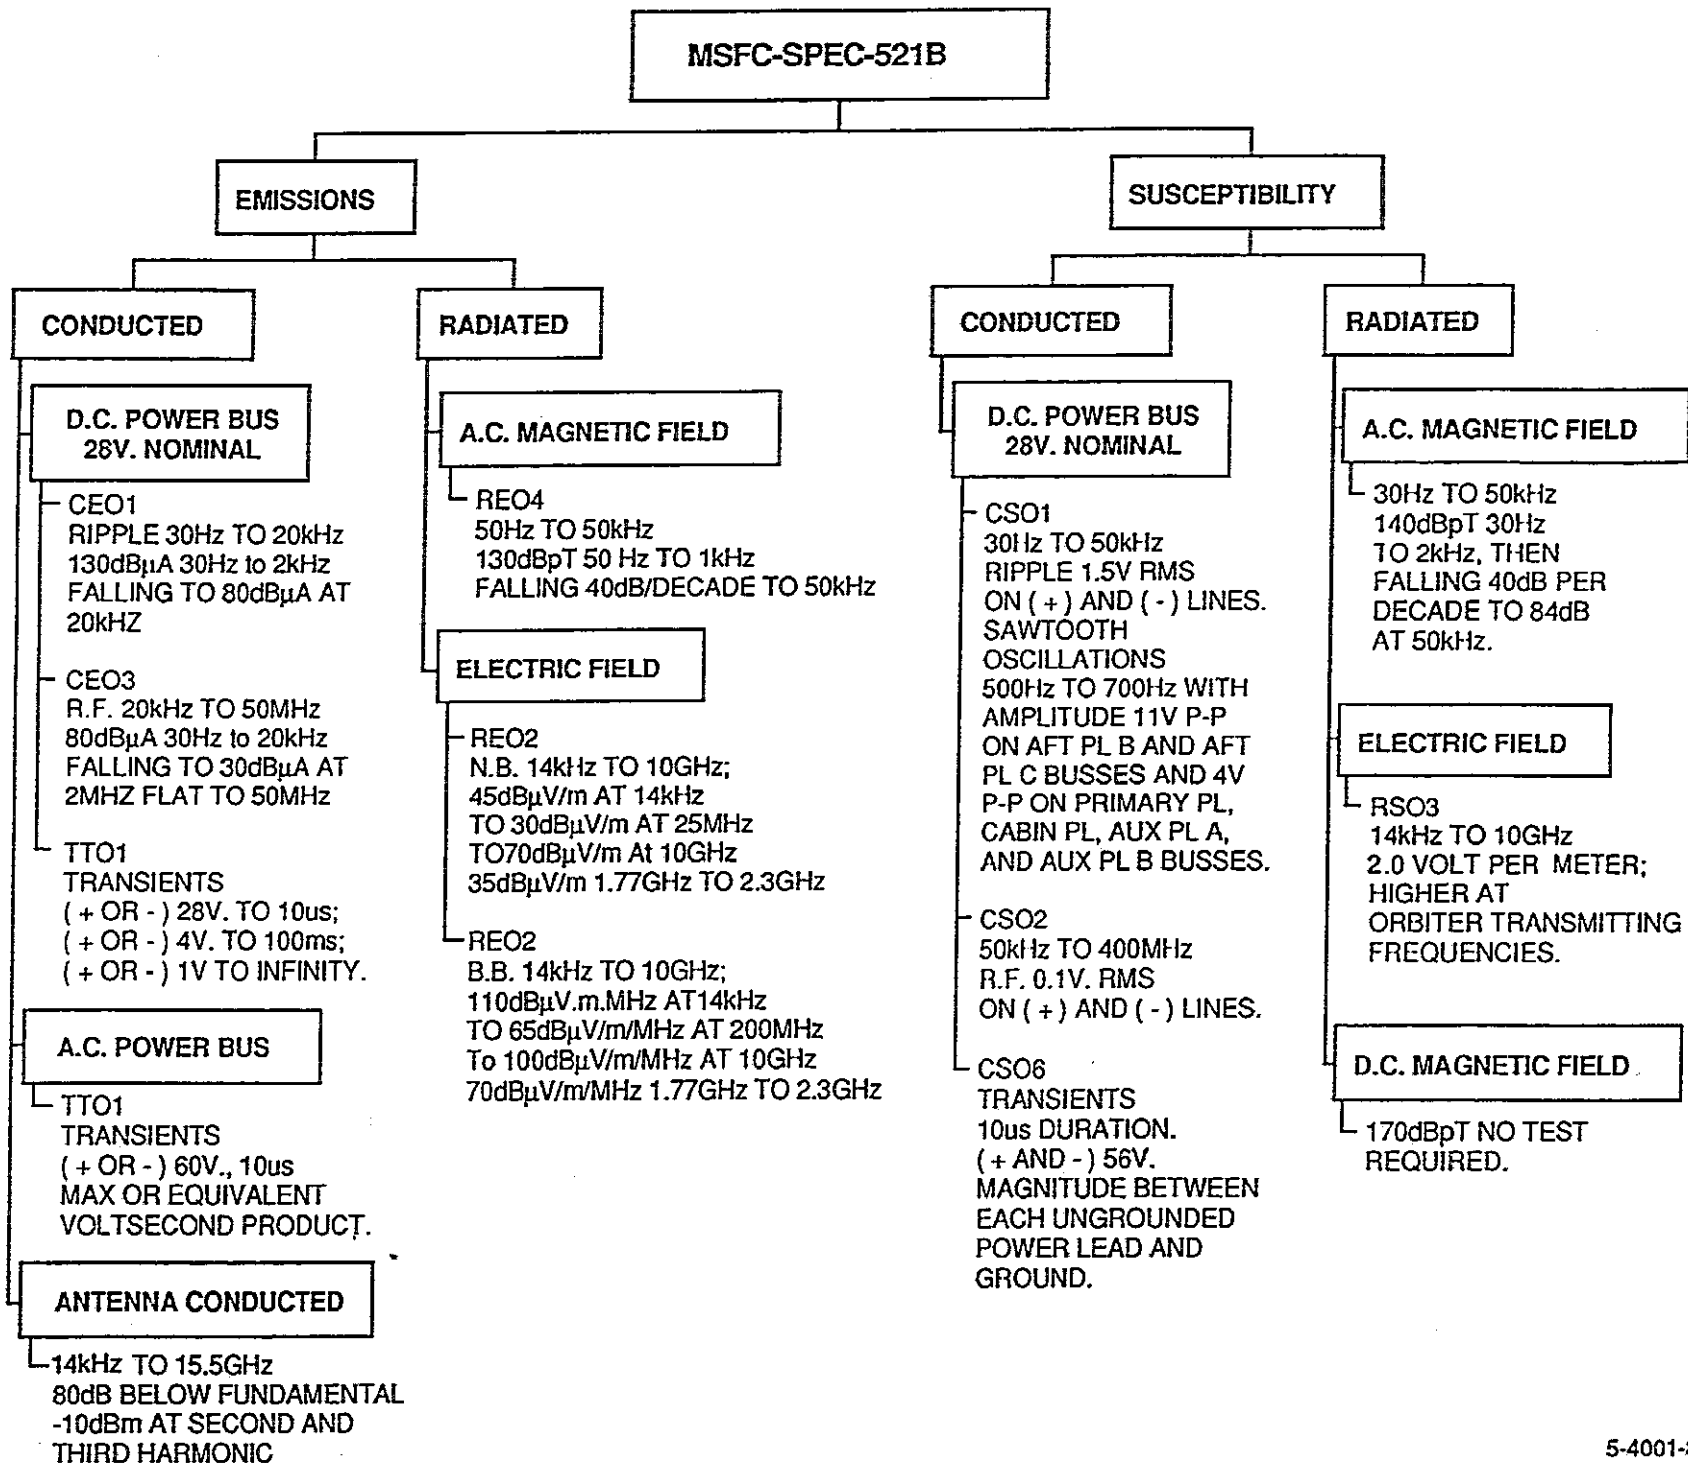 MSFC-SPEC-521B
EMISSIONS
CONDUCTED
D.C. POWER BUS
28V. NOMINAL
CEO1
RIPPLE 30Hz TO 20kHz
130dBµA 30Hz to 2kHz
FALLING TO 80dBµA AT
20kHZ
CEO3
R.F. 20kHz TO 50MHz
80dBµA 30Hz to 20kHz
FALLING TO 30dBµA AT
2MHZ FLAT TO 50MHz
TTO1
TRANSIENTS
( + OR - ) 28V. TO 10us;
( + OR - ) 4V. TO 100ms;
( + OR - ) 1V TO INFINITY.
A.C. POWER BUS
TTO1
TRANSIENTS
( + OR - ) 60V., 10us
MAX OR EQUIVALENT
VOLTSECOND PRODUCT.
ANTENNA CONDUCTED
14kHz TO 15.5GHz
80dB BELOW FUNDAMENTAL
-10dBm AT SECOND AND
THIRD HARMONIC
RADIATED
A.C. MAGNETIC FIELD
REO4
50Hz TO 50kHz
130dBpT 50 Hz TO 1kHz
FALLING 40dB/DECADE TO 50kHz
ELECTRIC FIELD
REO2
N.B. 14kHz TO 10GHz;
45dBµV/m AT 14kHz
TO 30dBµV/m AT 25MHz
TO70dBµV/m At 10GHz
35dBµV/m 1.77GHz TO 2.3GHz
REO2
B.B. 14kHz TO 10GHz;
110dBµV.m.MHz AT14kHz
TO 65dBµV/m/MHz AT 200MHz
To 100dBµV/m/MHz AT 10GHz
70dBµV/m/MHz 1.77GHz TO 2.3GHz
SUSCEPTIBILITY
CONDUCTED
D.C. POWER BUS
28V. NOMINAL
CSO1
30Hz TO 50kHz
RIPPLE 1.5V RMS
ON ( + ) AND ( - ) LINES.
SAWTOOTH
OSCILLATIONS
500Hz TO 700Hz WITH
AMPLITUDE 11V P-P
ON AFT PL B AND AFT
PL C BUSSES AND 4V
P-P ON PRIMARY PL,
CABIN PL, AUX PL A,
AND AUX PL B BUSSES.
CSO2
50kHz TO 400MHz
R.F. 0.1V. RMS
ON ( + ) AND ( - ) LINES.
CSO6
TRANSIENTS
10us DURATION.
( + AND - ) 56V.
MAGNITUDE BETWEEN
EACH UNGROUNDED
POWER LEAD AND
GROUND.
RADIATED
A.C. MAGNETIC FIELD
30Hz TO 50kHz
140dBpT 30Hz
TO 2kHz, THEN
FALLING 40dB PER
DECADE TO 84dB
AT 50kHz.
ELECTRIC FIELD
RSO3
14kHz TO 10GHz
2.0 VOLT PER METER;
HIGHER AT
ORBITER TRANSMITTING
FREQUENCIES.
D.C. MAGNETIC FIELD
170dBpT NO TEST
REQUIRED.